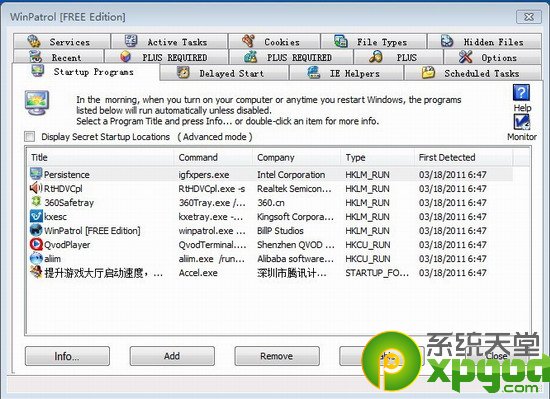 WinPatrol [FREE Edition]
Services Active Tasks Cookies File Types Hidden Files
Recent PLUS REQUIRED PLUS REQUIRED PLUS Options
Startup Programs Delayed Start IE Helpers Scheduled Tasks
In the morning, when you turn on your computer or anytime you restart Windows, the programs
listed below will run automatically unless disabled.
Select a Program Title and press Info... or double-click an item for more info.
Help
Monitor
Display Secret Startup Locations ( Advanced mode )
Title Command Company Type First Detected
Persistence igfxpers.exe Intel Corporation HKLM_RUN 03/18/2011 6:47
RtHDVCpl RtHDVCpl.exe -s Realtek Semicon... HKLM_RUN 03/18/2011 6:47
360Safetray 360Tray.exe /... 360.cn HKLM_RUN 03/18/2011 6:47
kxesc kxetray.exe -... Kingsoft Corpora... HKLM_RUN 03/18/2011 6:47
WinPatrol [FREE Edition] winpatrol.exe ... BillP Studios HKLM_RUN 03/18/2011 6:47
QvodPlayer QvodTerminal.... Shenzhen QVOD ... HKCU_RUN 03/18/2011 6:47
aliim aliim.exe /run... Alibaba software... HKCU_RUN 03/18/2011 6:47
提升游戏大厅启动速度, ... Accel.exe 深圳市腾讯计... STARTUP_FO... 03/18/2011 6:47
Info... Add Remove Close
系统天堂
xpgod.com